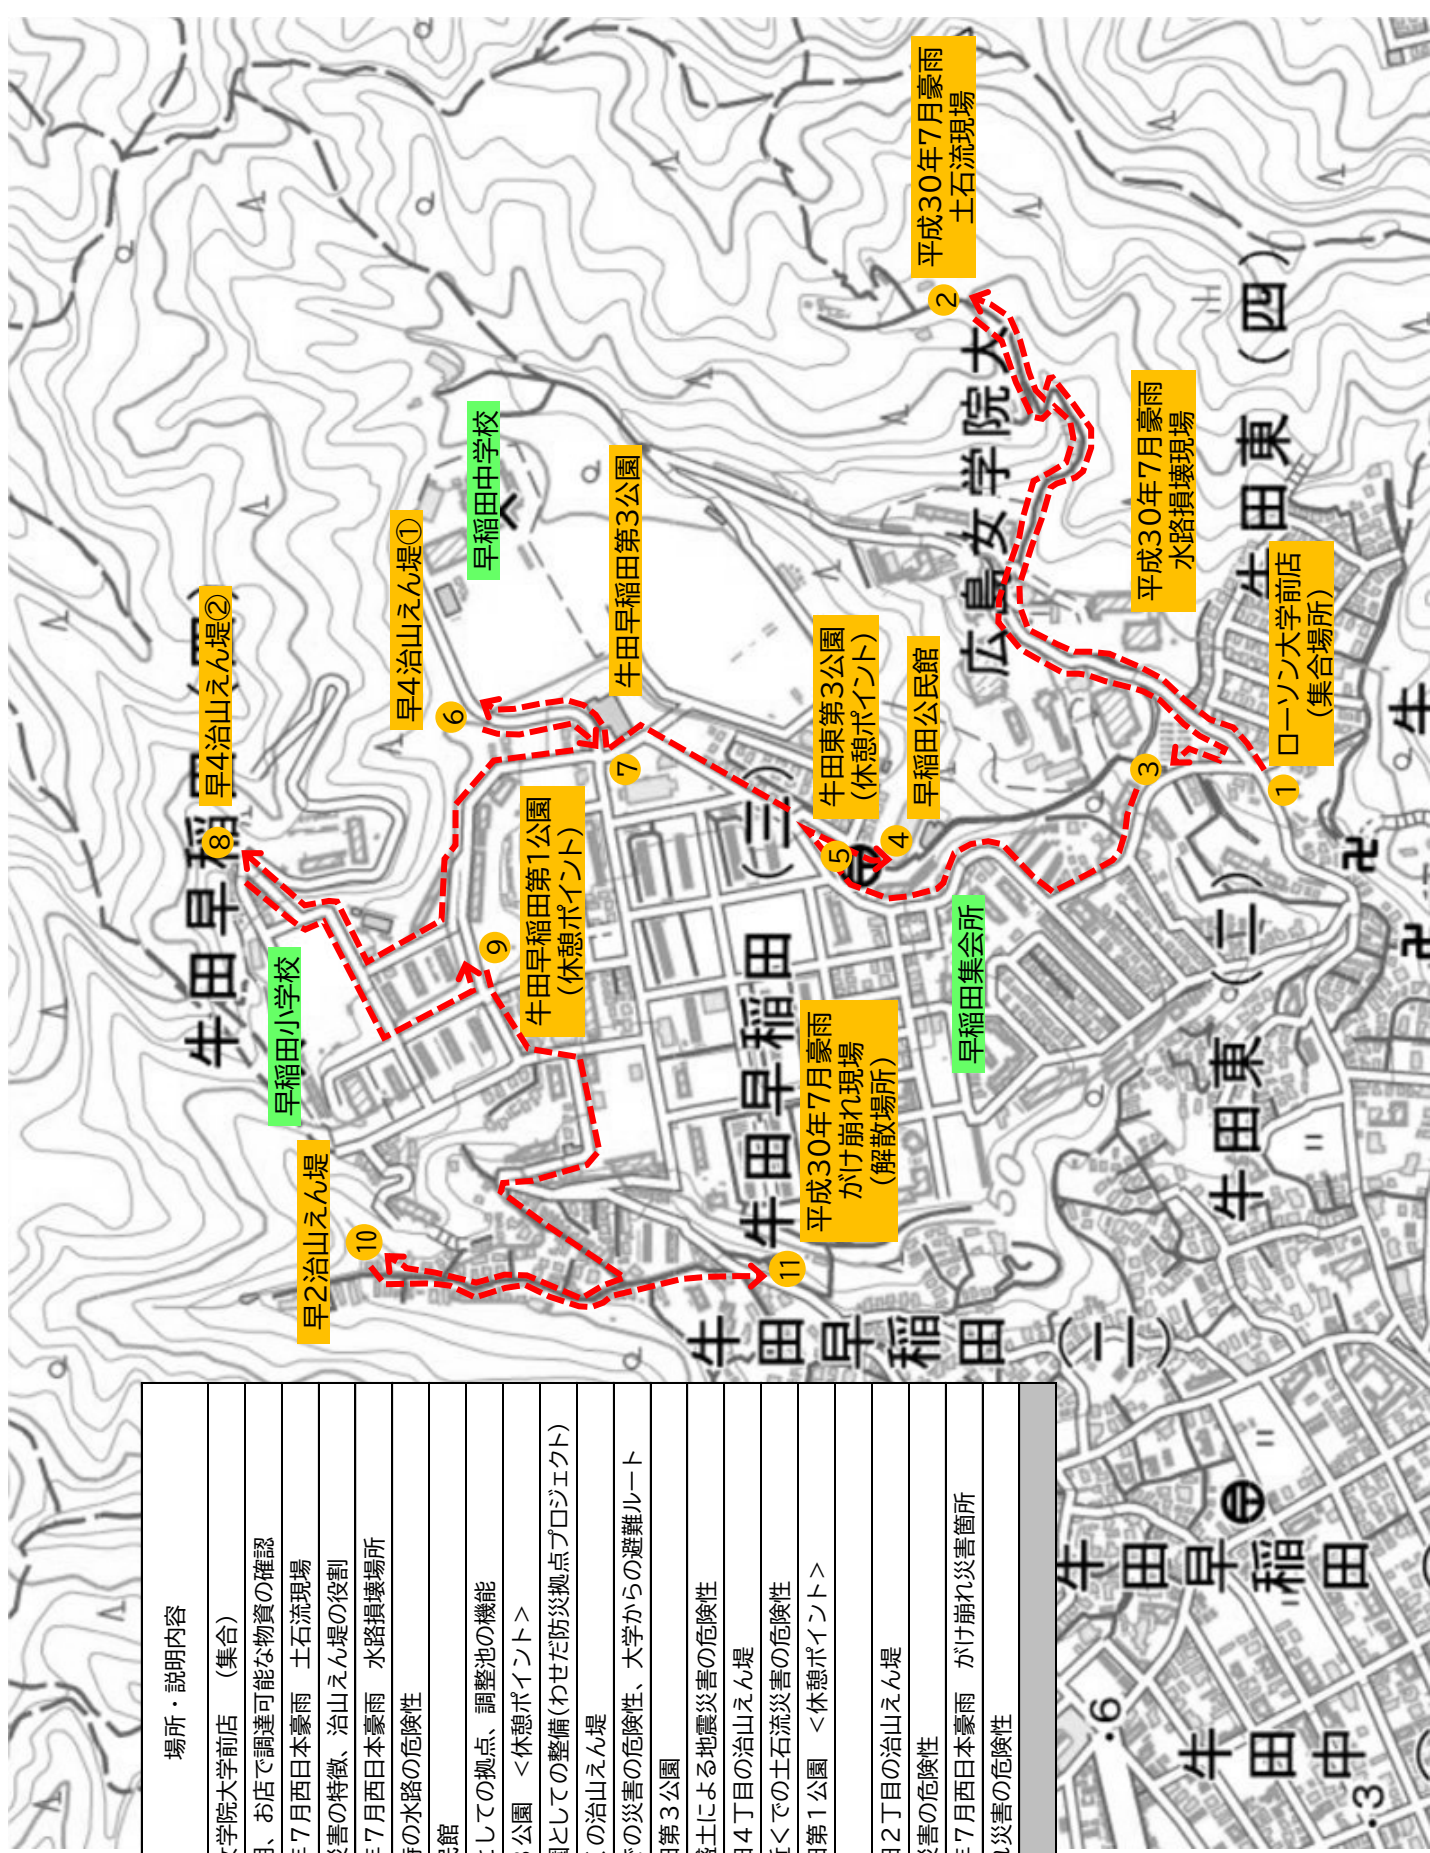 平成30年7月豪雨
土石流現場
2
広島女学院大
平成30年7月豪雨
水路損壊現場
牛田東(四)
ローソン大学前店
(集合場所)
1
3
早稲田中学校
早4治山えん堤①
6
牛田早稲田第3公園
7
早4治山えん堤②
8
牛田早稲
牛田東第3公園
(休憩ポイント)
5
早稲田公民館
4
牛田早稲田第1公園
(休憩ポイント)
9
牛田早稲田(三)
早稲田小学校
早稲田集会所
平成30年7月豪雨
がけ崩れ現場
(解散場所)
11
早2治山えん堤
10
牛田東(二)
牛田早稲田(二)
牛田早稲田
牛田中
牛
50
・6
・3
場所・説明内容
学院大学前店 (集合)
、お店で調達可能な物資の確認
7月西日本豪雨 土石流現場
害の特徴、治山えん堤の役割
7月西日本豪雨 水路損壊場所
の水路の危険性
館
しての拠点、調整池の機能
公園 <休憩ポイント>
としての整備(わせだ防災拠点プロジェクト)
の治山えん堤
の災害の危険性、大学からの避難ルート
第3公園
土による地震災害の危険性
4丁目の治山えん堤
くでの土石流災害の危険性
第1公園 <休憩ポイント>
2丁目の治山えん堤
害の危険性
7月西日本豪雨 がけ崩れ災害箇所
災害の危険性